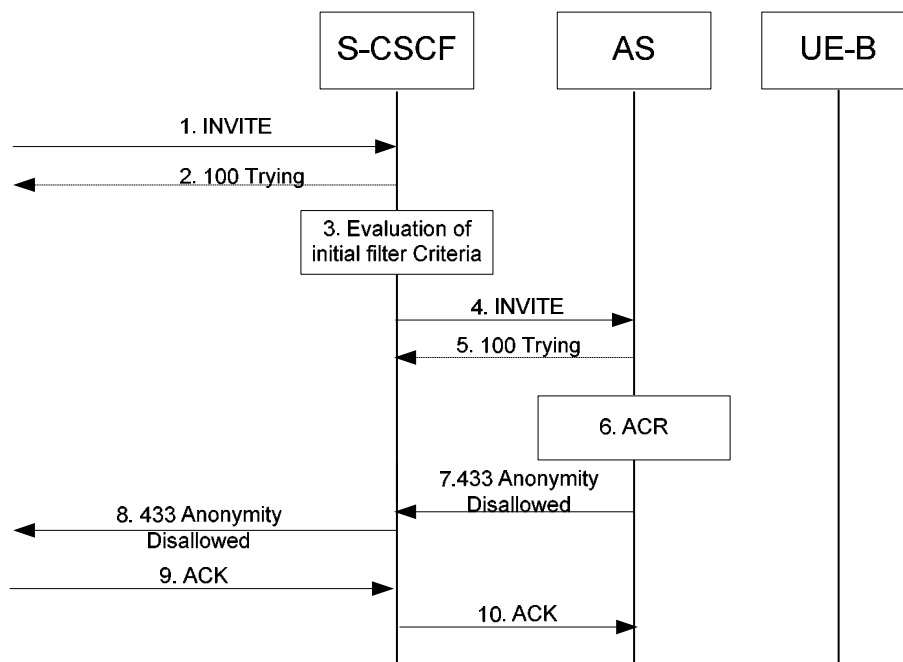 S-CSCF
AS
UE-B
1. INVITE
2. 100 Trying
3. Evaluation of
initial filter Criteria
4. INVITE
5. 100 Trying
6. ACR
7.433 Anonymity
Disallowed
8. 433 Anonymity
Disallowed
9. ACK
10. ACK